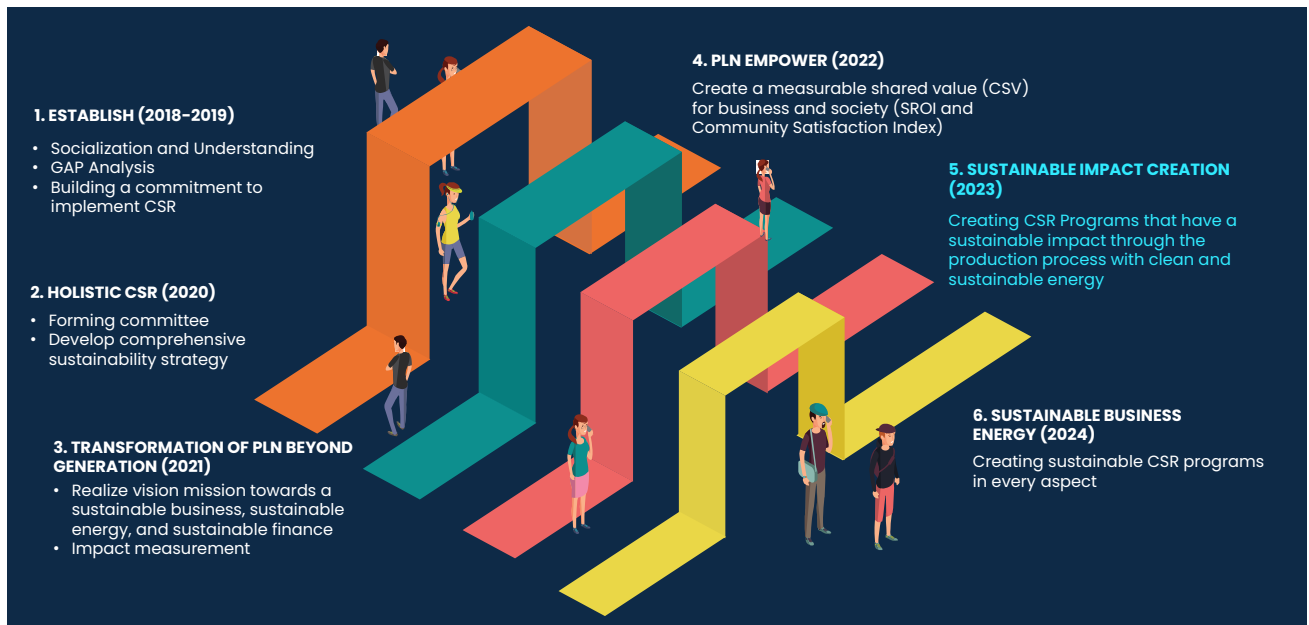 1. ESTABLISH (2018-2019)
• Socialization and Understanding
• GAP Analysis
• Building a commitment to
implement CSR
2. HOLISTIC CSR (2020)
• Forming committee
• Develop comprehensive
sustainability strategy
3. TRANSFORMATION OF PLN BEYOND
GENERATION (2021)
• Realize vision mission towards a
sustainable business, sustainable
energy, and sustainable finance
• Impact measurement
4. PLN EMPOWER (2022)
Create a measurable shared value (CSV)
for business and society (SROI and
Community Satisfaction Index)
5. SUSTAINABLE IMPACT CREATION
(2023)
Creating CSR Programs that have a
sustainable impact through the
production process with clean and
sustainable energy
6. SUSTAINABLE BUSINESS
ENERGY (2024)
Creating sustainable CSR programs
in every aspect